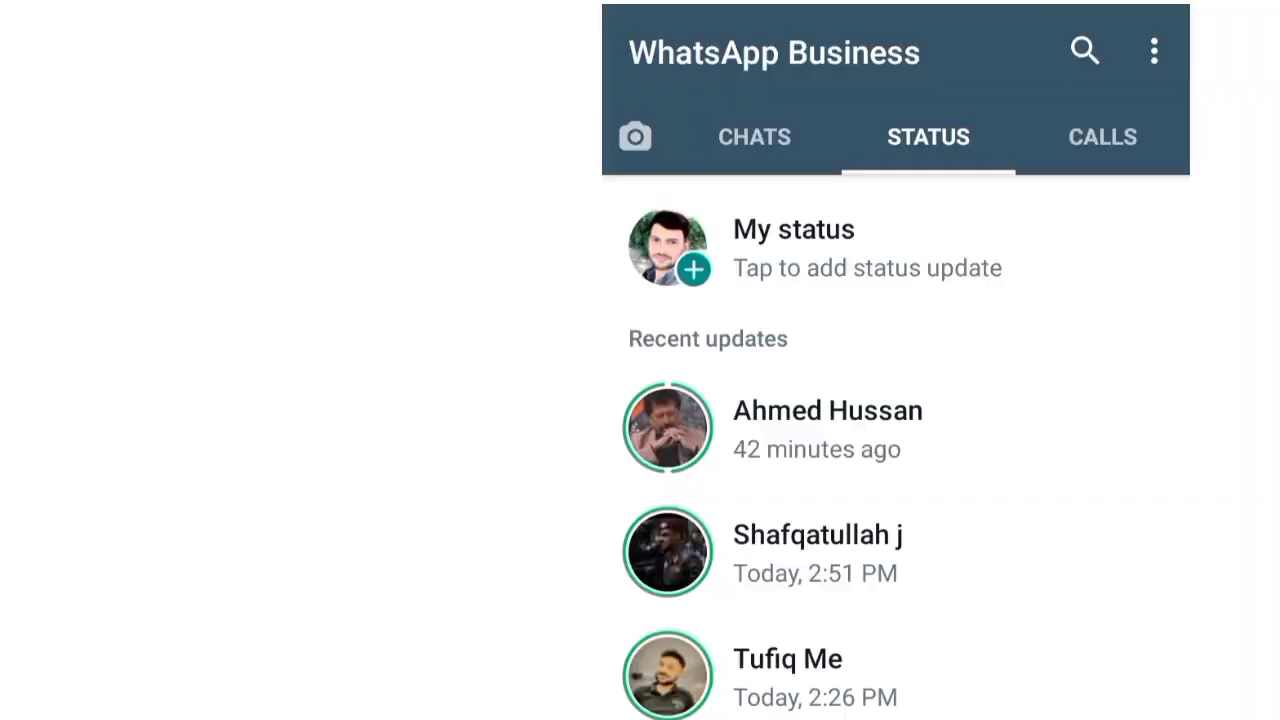 WhatsApp Business
CHATS
STATUS
CALLS
My status
Tap to add status update
Recent updates
Ahmed Hussan
42 minutes ago
Shafqatullah j
Today, 2:51 PM
Tufiq Me
Today, 2:26 PM